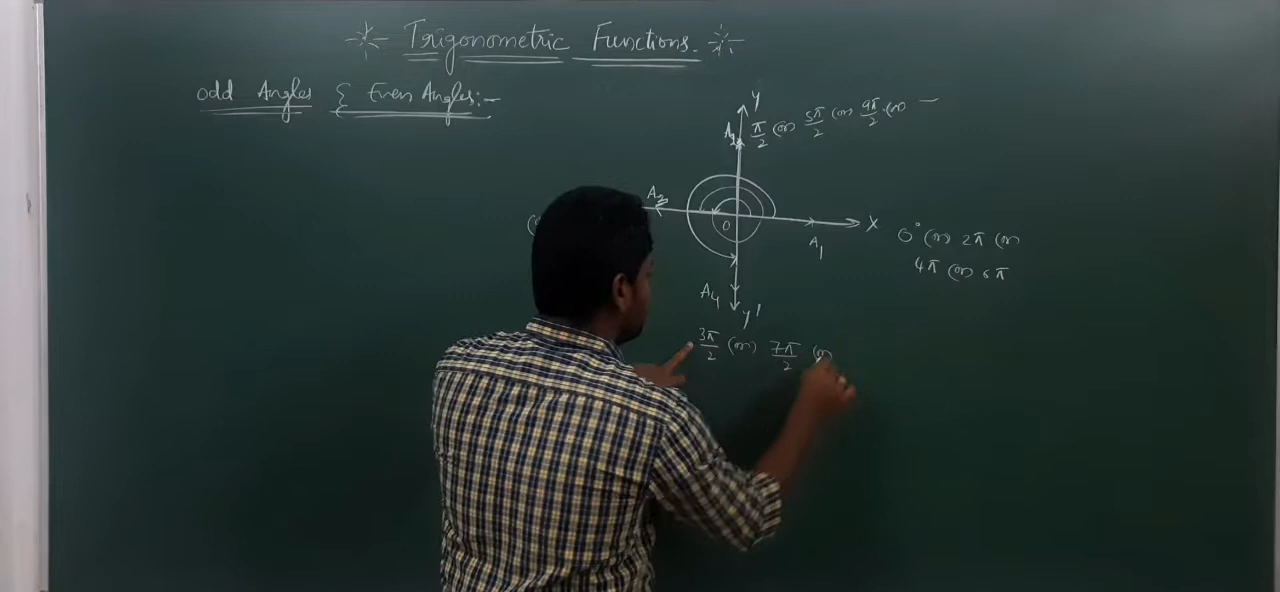 Trigonometric Functions.
odd Angles & Even Angles:-
Y
A3 π/2 (or) 5π/2 (or) 9π/2 (or) —
A2
(o
O
A1
X
0° (or) 2π (or)
4π (or) 6π
A4
Y'
3π/2 (or) 7π/2 (or